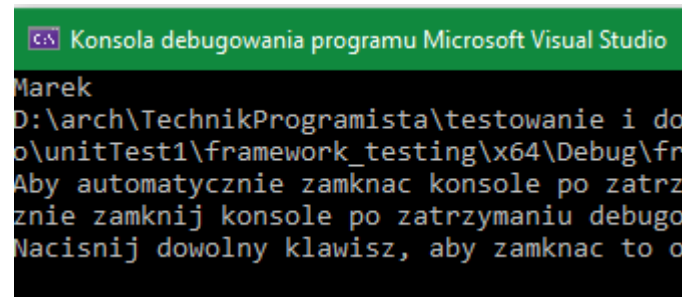 Konsola debugowania programu Microsoft Visual Studio
Marek
D:\arch\TechnikProgramista\testowanie i do
o\unitTest1\framework_testing\x64\Debug\fr
Aby automatycznie zamknac konsole po zatrz
znie zamknij konsole po zatrzymaniu debugo
Nacisnij dowolny klawisz, aby zamknac to o